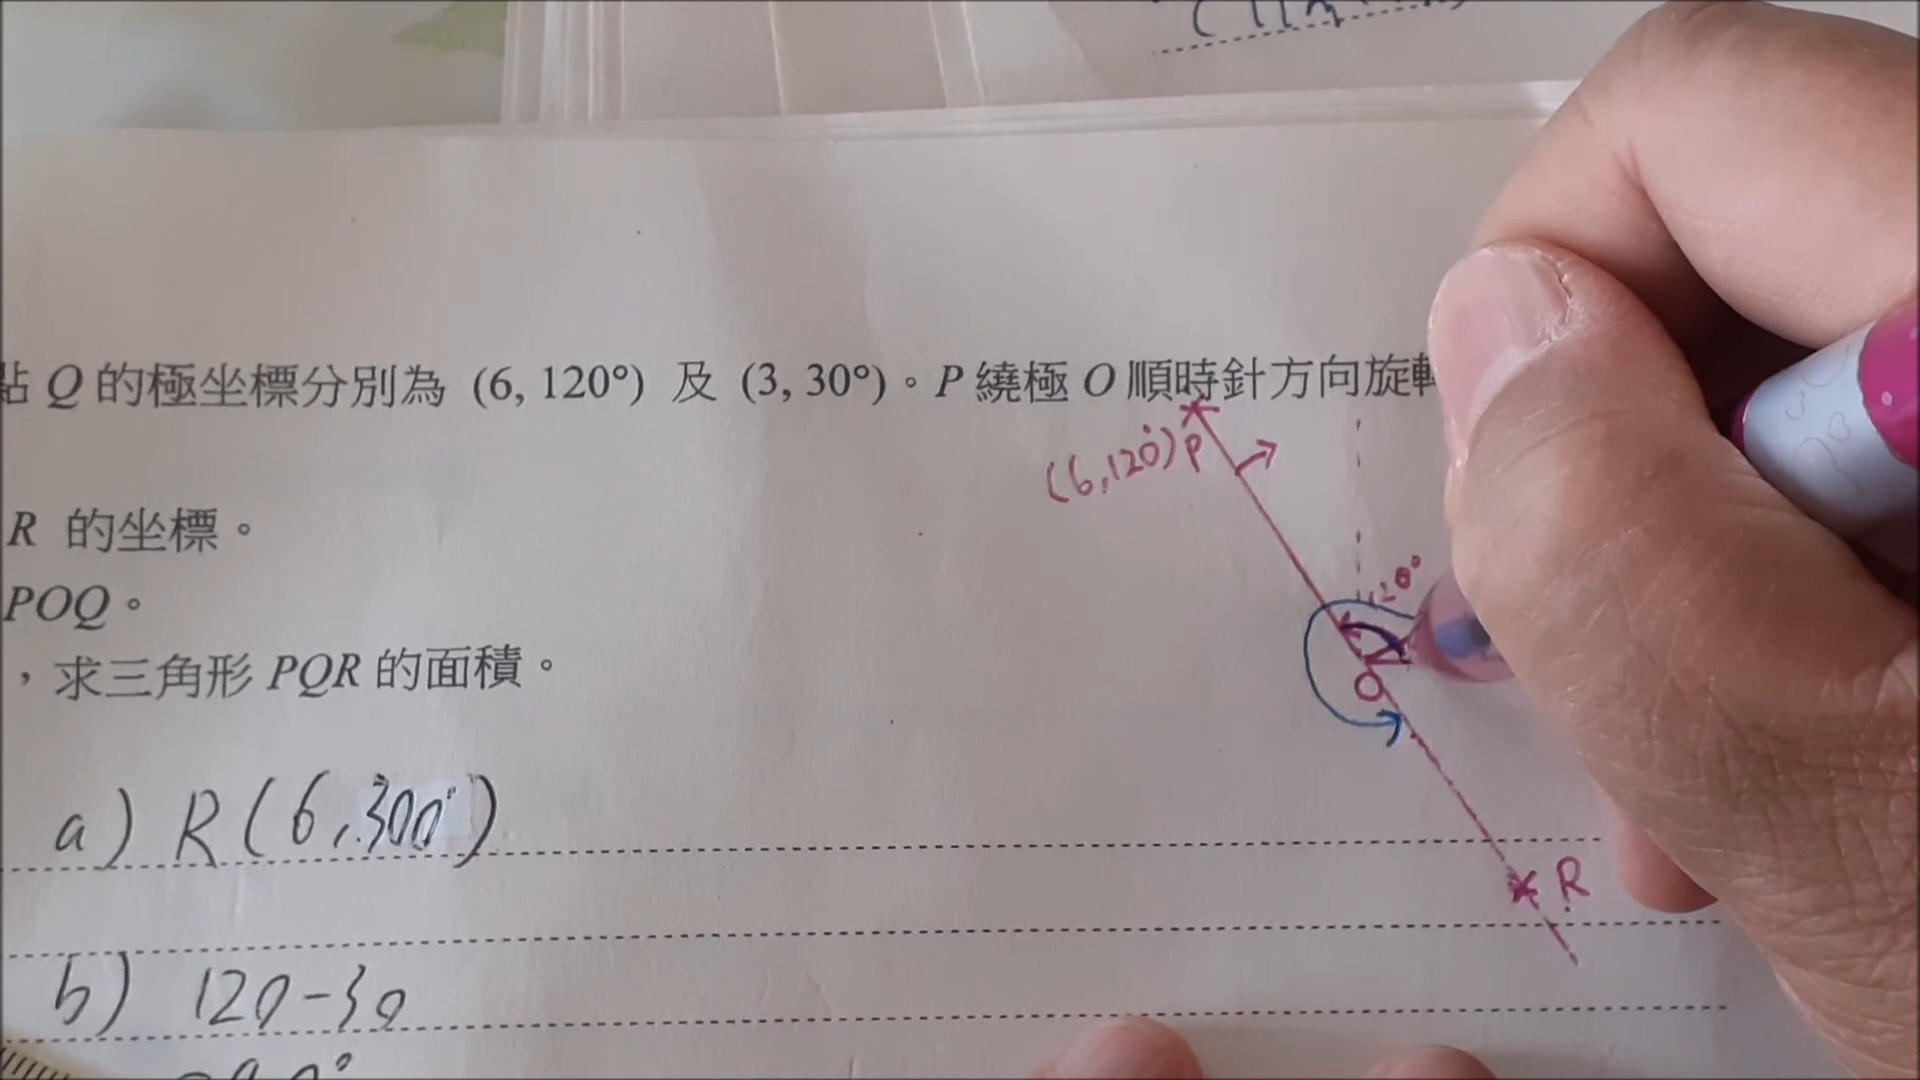 點 Q 的極坐標分別為 (6, 120°) 及 (3, 30°)。P 繞極 O 順時針方向旋轉
(6,120°) P
R 的坐標。
120°
POQ。
，求三角形 PQR 的面積。
O
a) R(6,300°)
R
b) 120-30